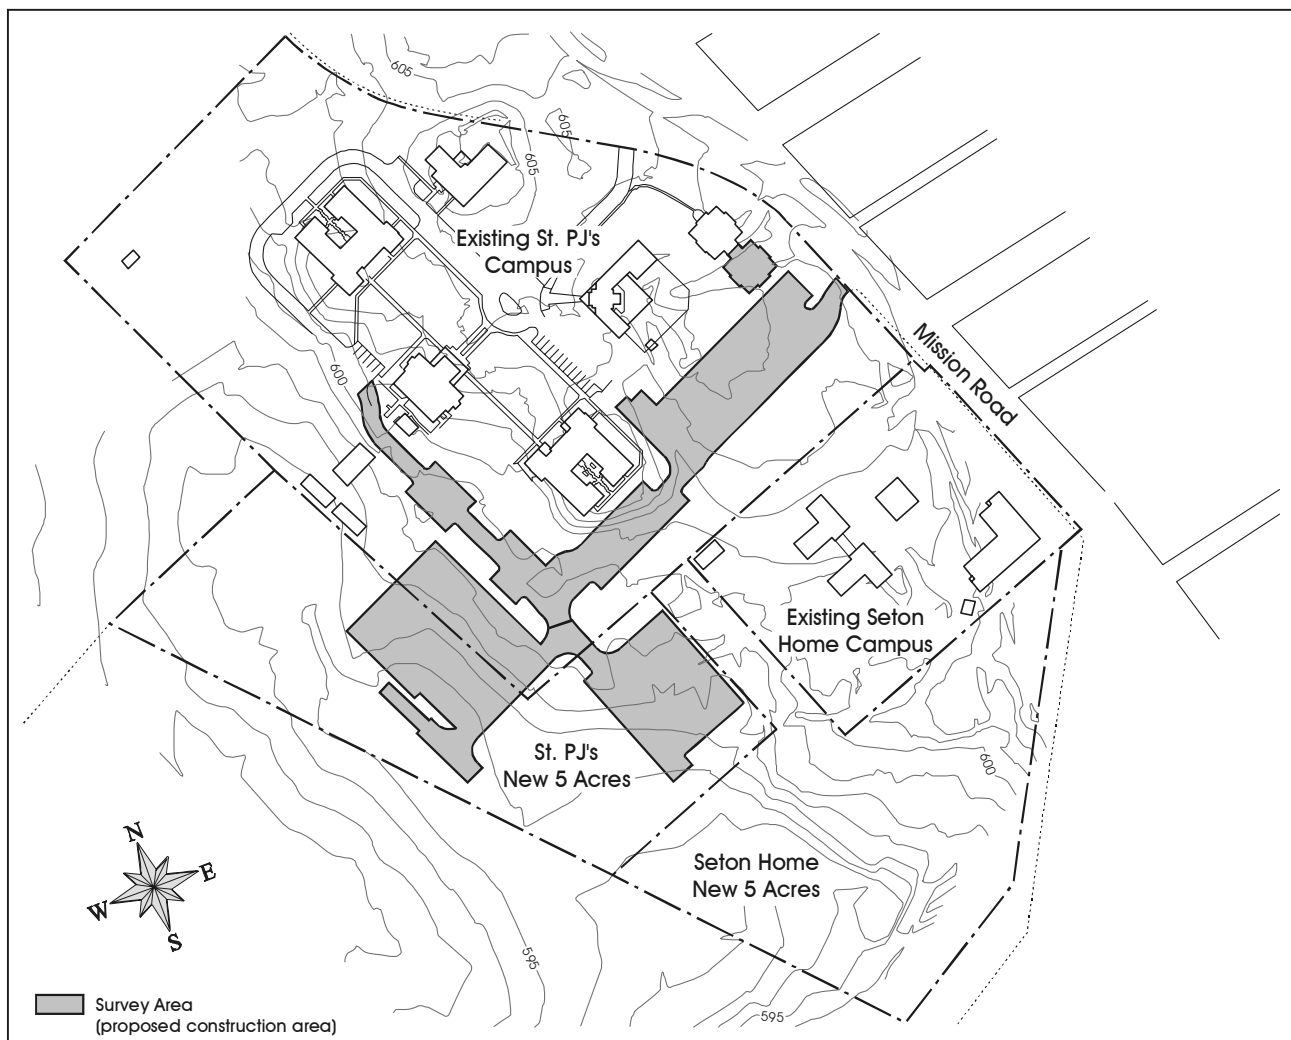 605
605
605
605
Existing St. PJ's
Campus
Mission Road
600
Existing Seton
Home Campus
St. PJ's
New 5 Acres
600
Seton Home
New 5 Acres
N
E
W
S
595
595
Survey Area
(proposed construction area)